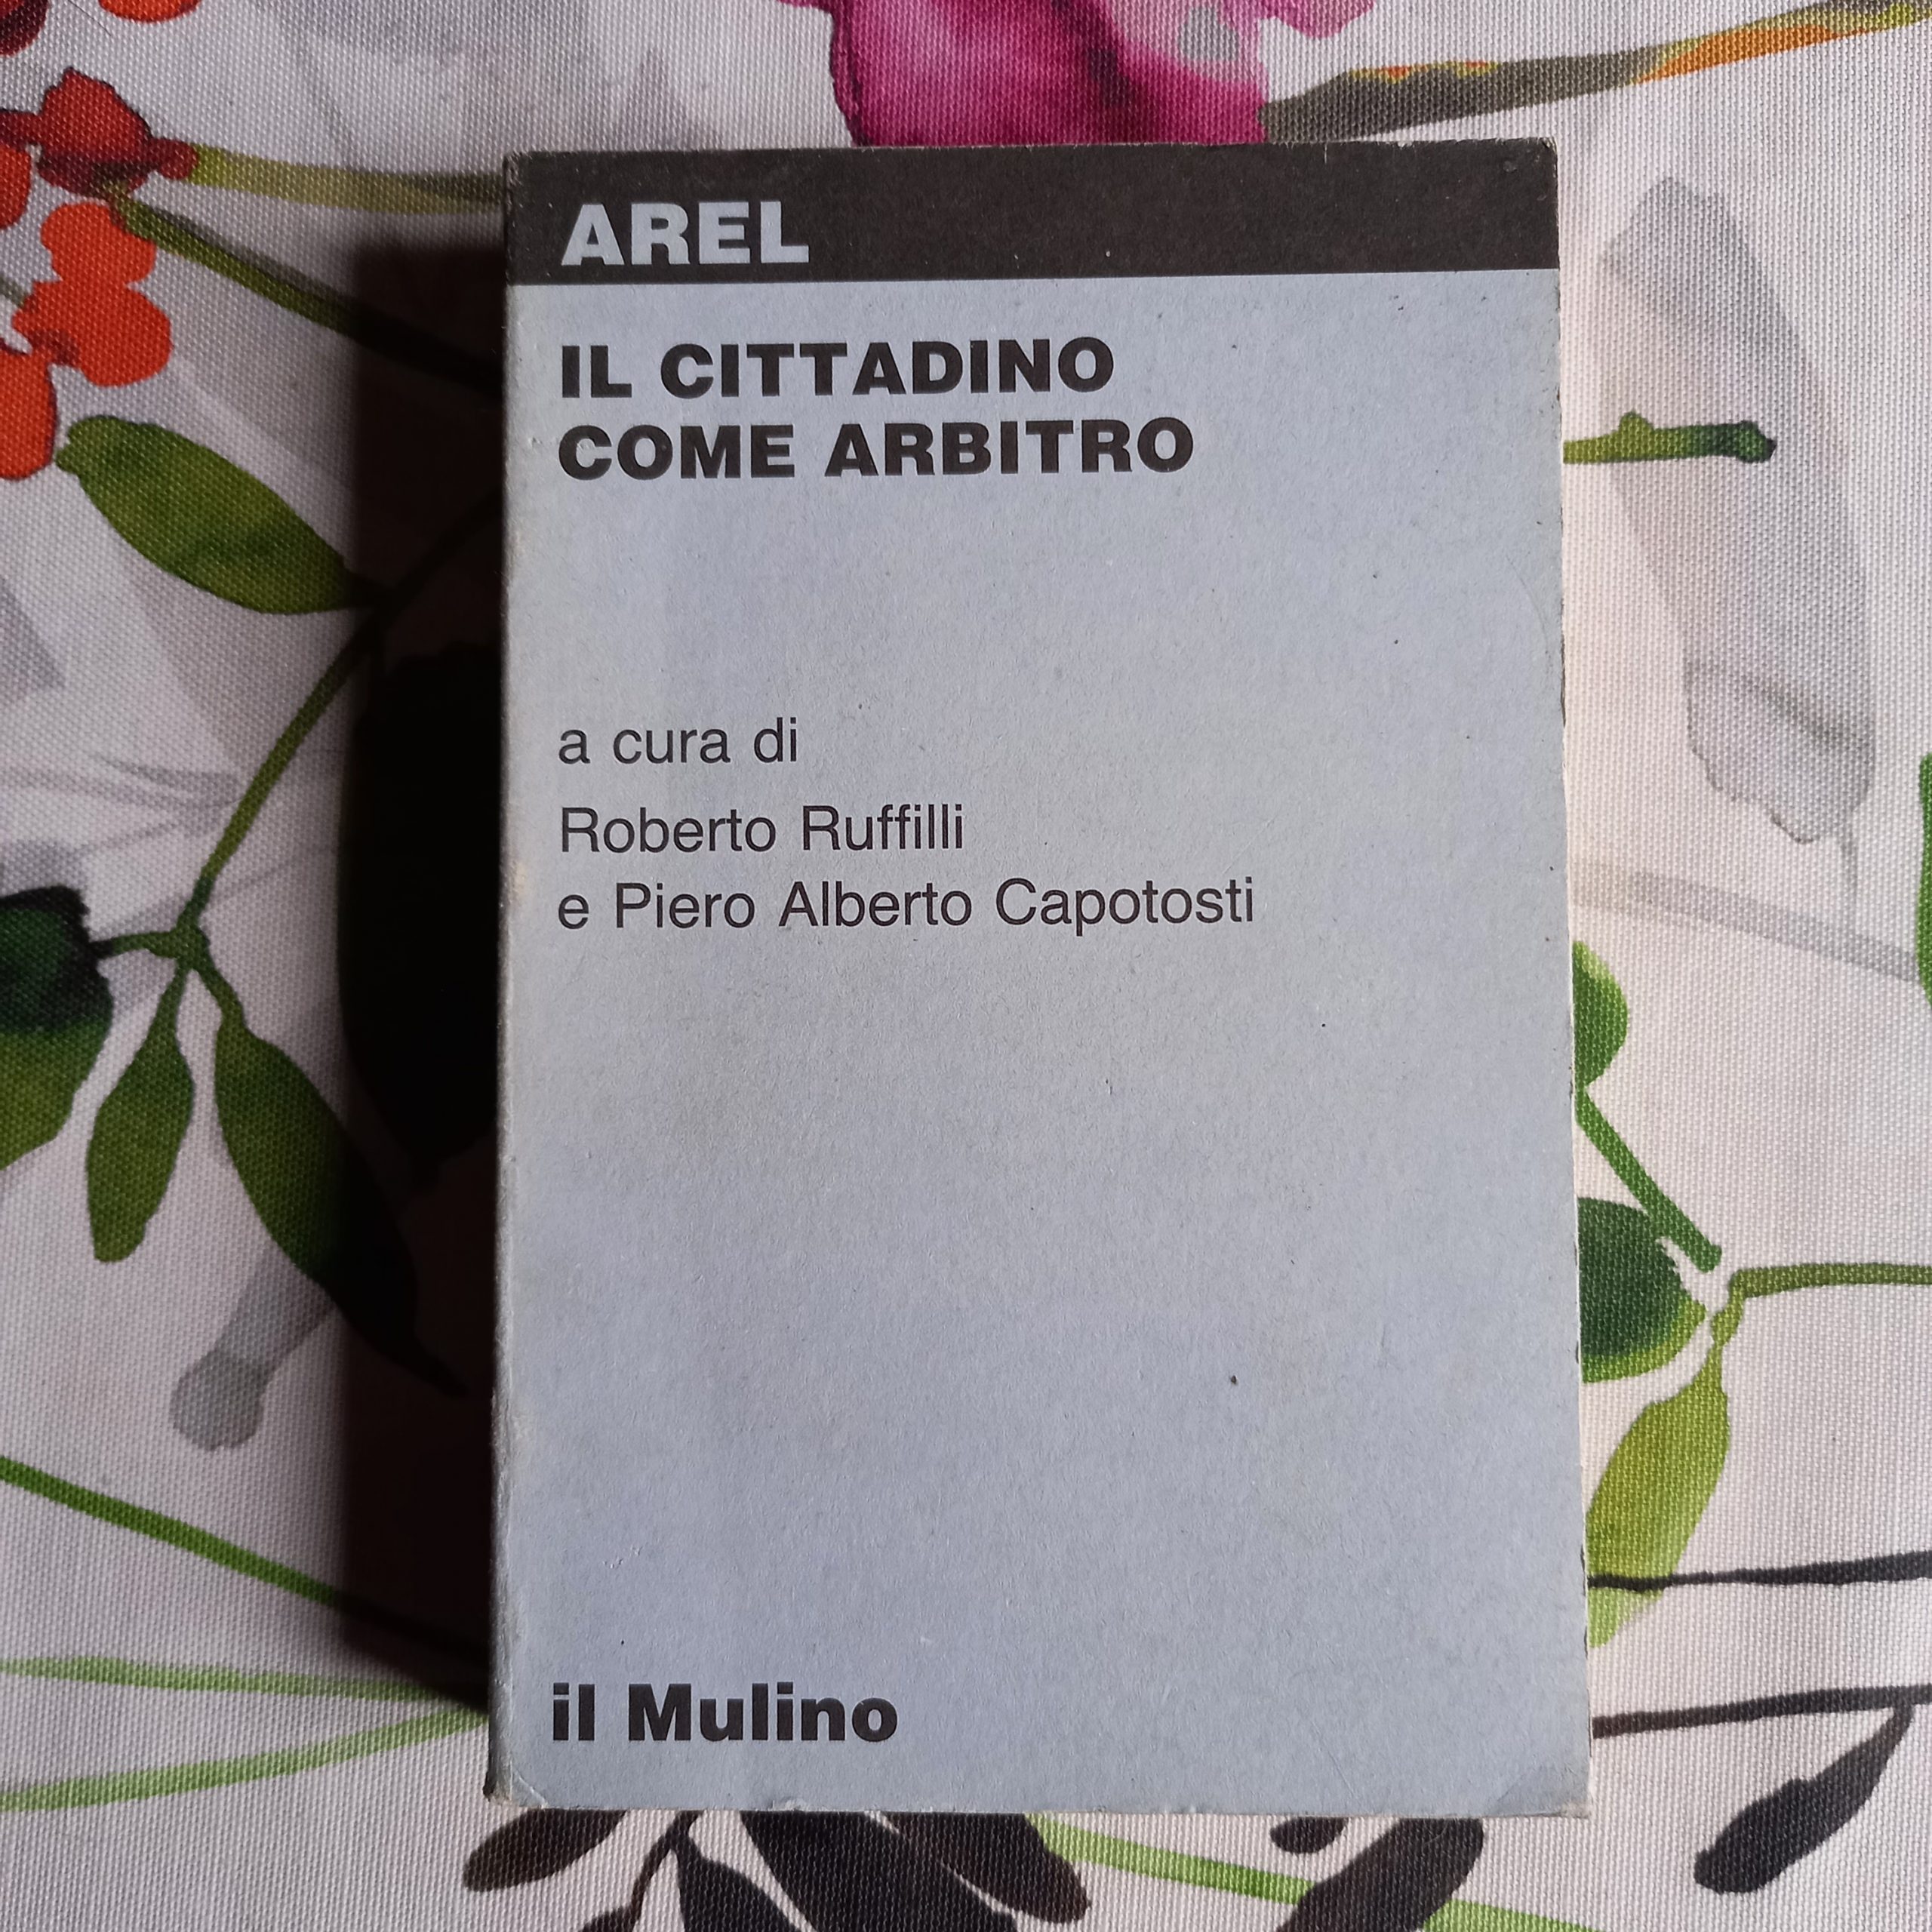 AREL
IL CITTADINO
COME ARBITRO
a cura di
Roberto Ruffilli
e Piero Alberto Capotosti
il Mulino